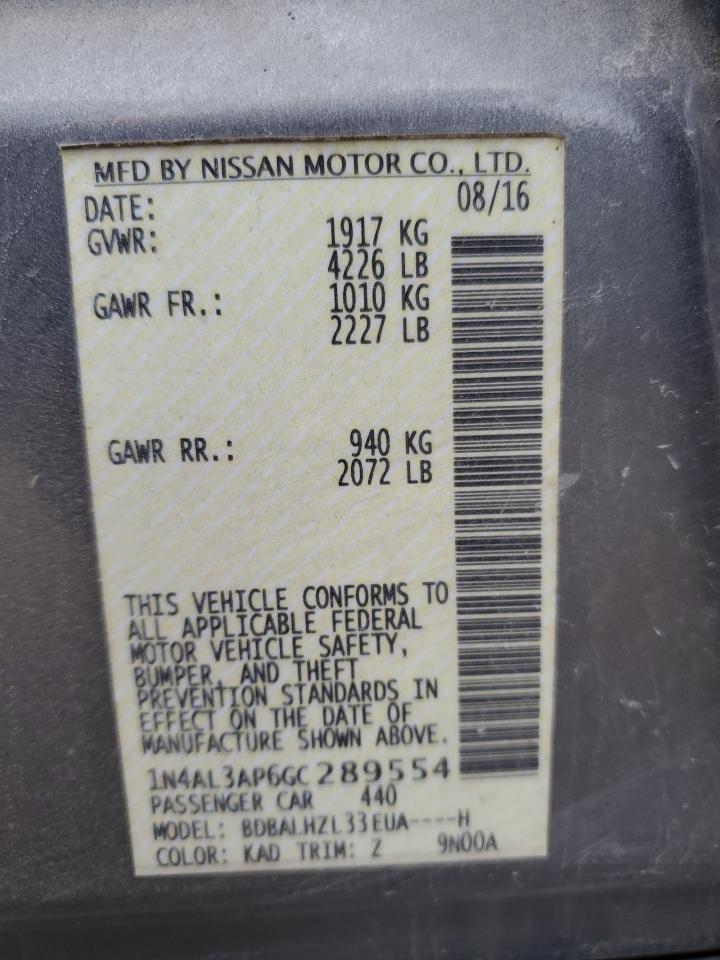 MFD BY NISSAN MOTOR CO., LTD.
DATE: 08/16
GVWR: 1917 KG
4226 LB
GAWR FR.: 1010 KG
2227 LB
GAWR RR.: 940 KG
2072 LB
THIS VEHICLE CONFORMS TO
ALL APPLICABLE FEDERAL
MOTOR VEHICLE SAFETY,
BUMPER, AND THEFT
PREVENTION STANDARDS IN
EFFECT ON THE DATE OF
MANUFACTURE SHOWN ABOVE.
1N4AL3AP6GC289554
PASSENGER CAR 440
MODEL: BDBALHZL33EUA----H
COLOR: KAD TRIM: Z 9N00A